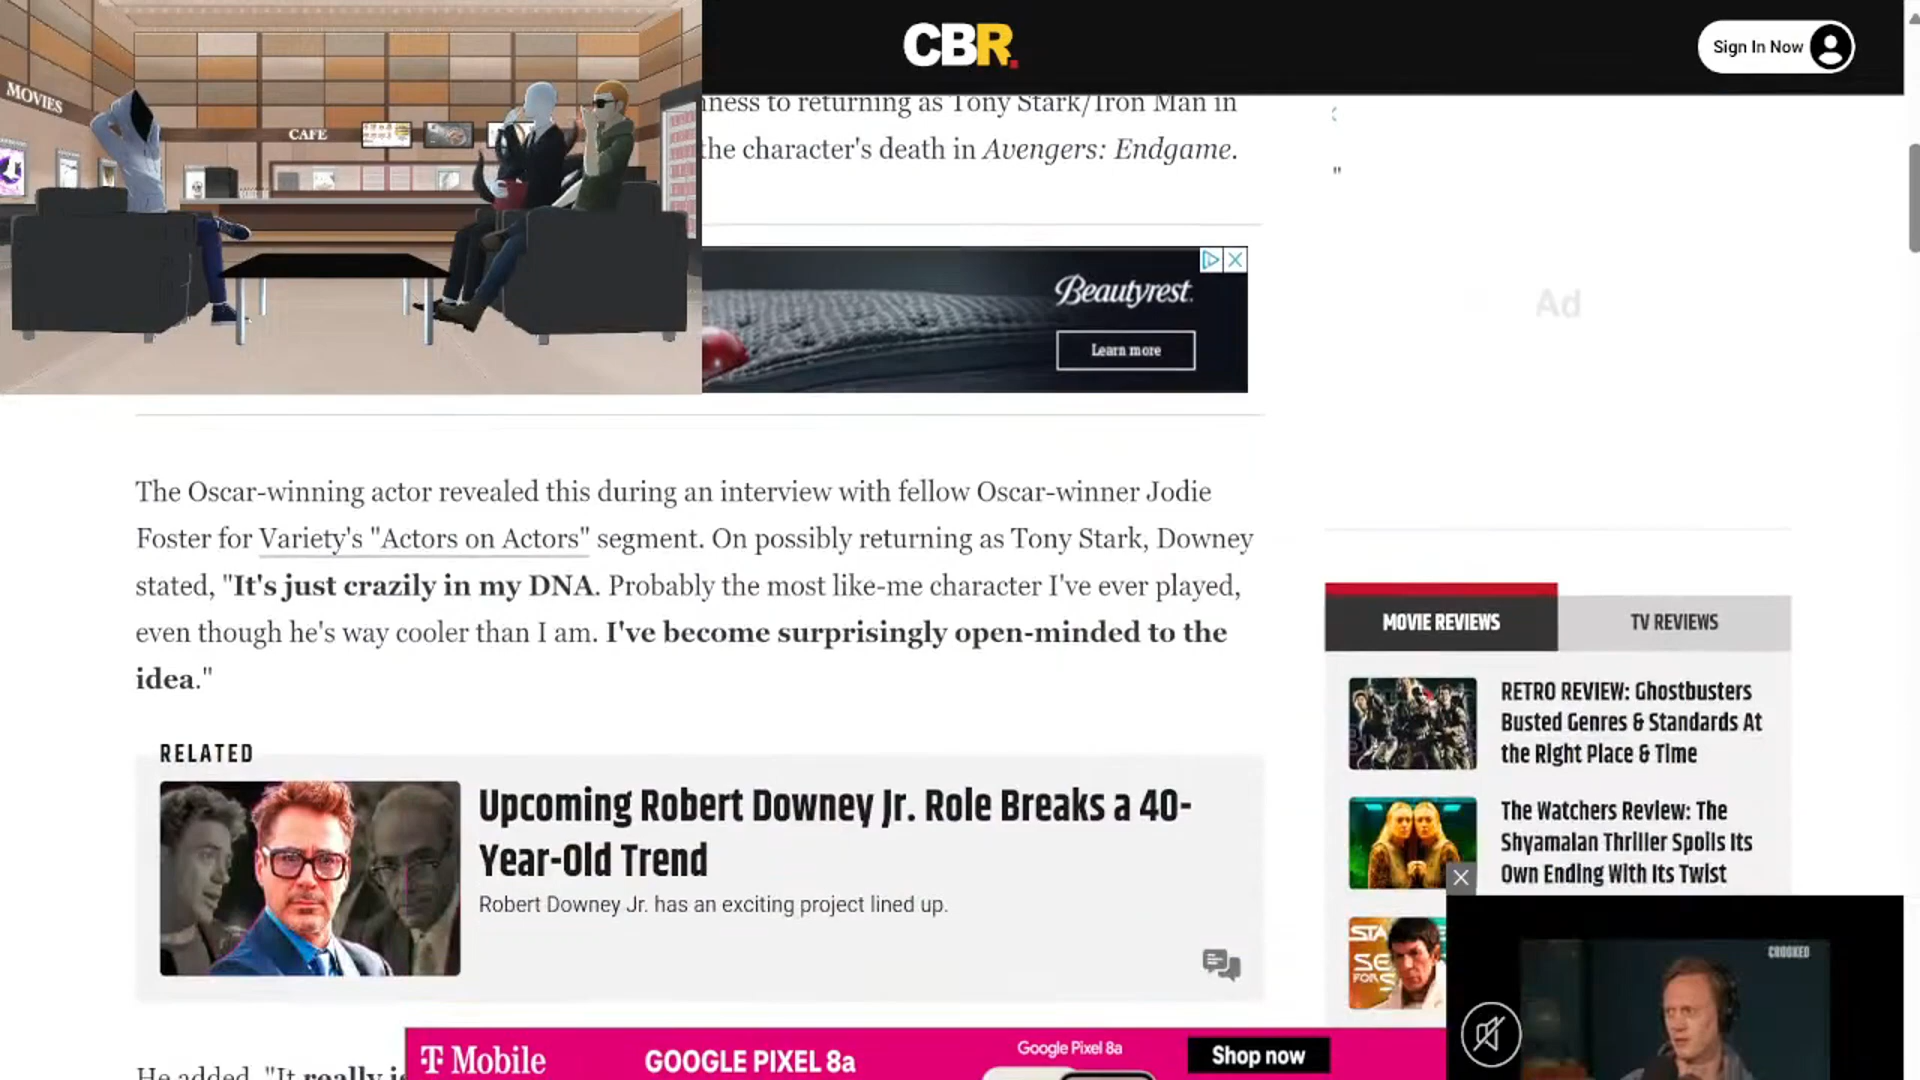 CBR.
Sign In Now
MOVIES
CAFE
ness to returning as Tony Stark/Iron Man in
the character's death in Avengers: Endgame.
"
Beautyrest.
Learn more
Ad
The Oscar-winning actor revealed this during an interview with fellow Oscar-winner Jodie
Foster for Variety's "Actors on Actors" segment. On possibly returning as Tony Stark, Downey
stated, "It's just crazily in my DNA. Probably the most like-me character I've ever played,
even though he's way cooler than I am. I've become surprisingly open-minded to the
idea."
RELATED
Upcoming Robert Downey Jr. Role Breaks a 40-
Year-Old Trend
Robert Downey Jr. has an exciting project lined up.
MOVIE REVIEWS
TV REVIEWS
RETRO REVIEW: Ghostbusters
Busted Genres & Standards At
the Right Place & Time
The Watchers Review: The
Shyamalan Thriller Spoils Its
Own Ending With Its Twist
CROOKED
He added, "It really
T Mobile
GOOGLE PIXEL 8a
Google Pixel 8a
Shop now